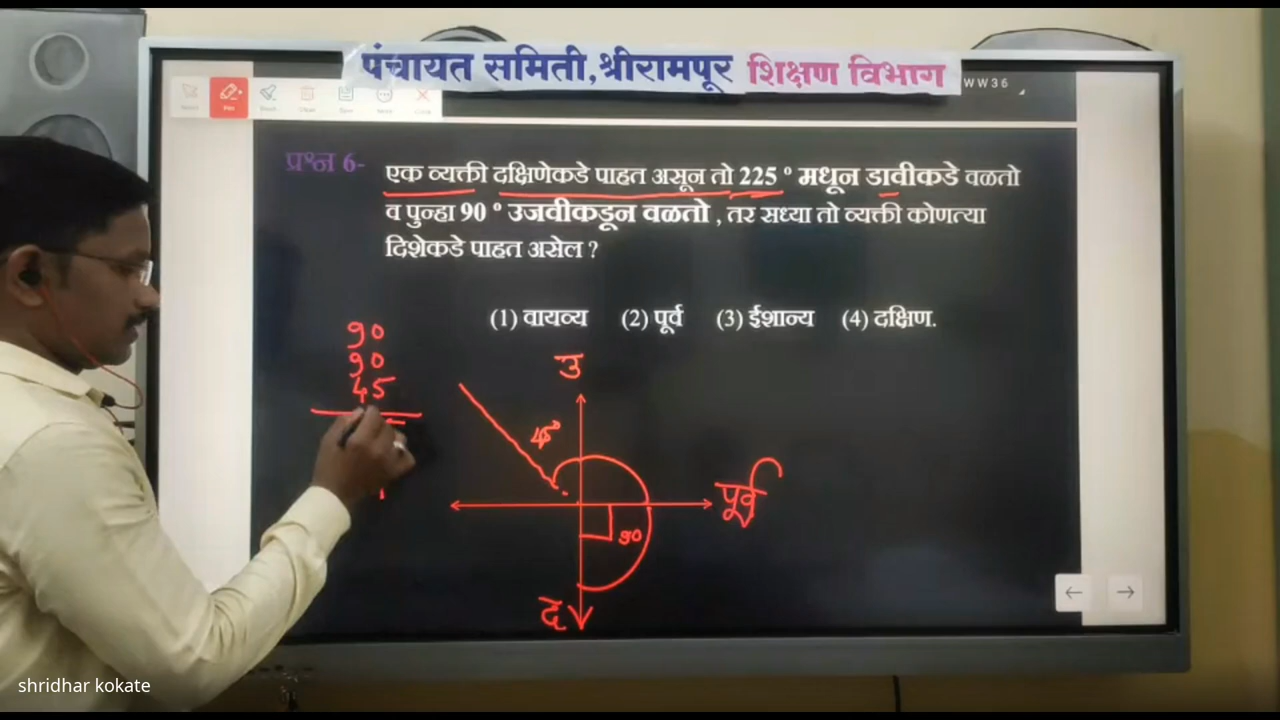 पंचायत समिती,श्रीरामपूर शिक्षण विभाग
WW36
प्रश्न 6- एक व्यक्ती दक्षिणेकडे पाहत असून तो 225 ° मधून डावीकडे वळतो
व पुन्हा 90 ° उजवीकडून वळतो , तर सध्या तो व्यक्ती कोणत्या
दिशेकडे पाहत असेल ?
(1) वायव्य (2) पूर्व (3) ईशान्य (4) दक्षिण.
90
90
45
उ
45°
पूर्व
90
द
shridhar kokate